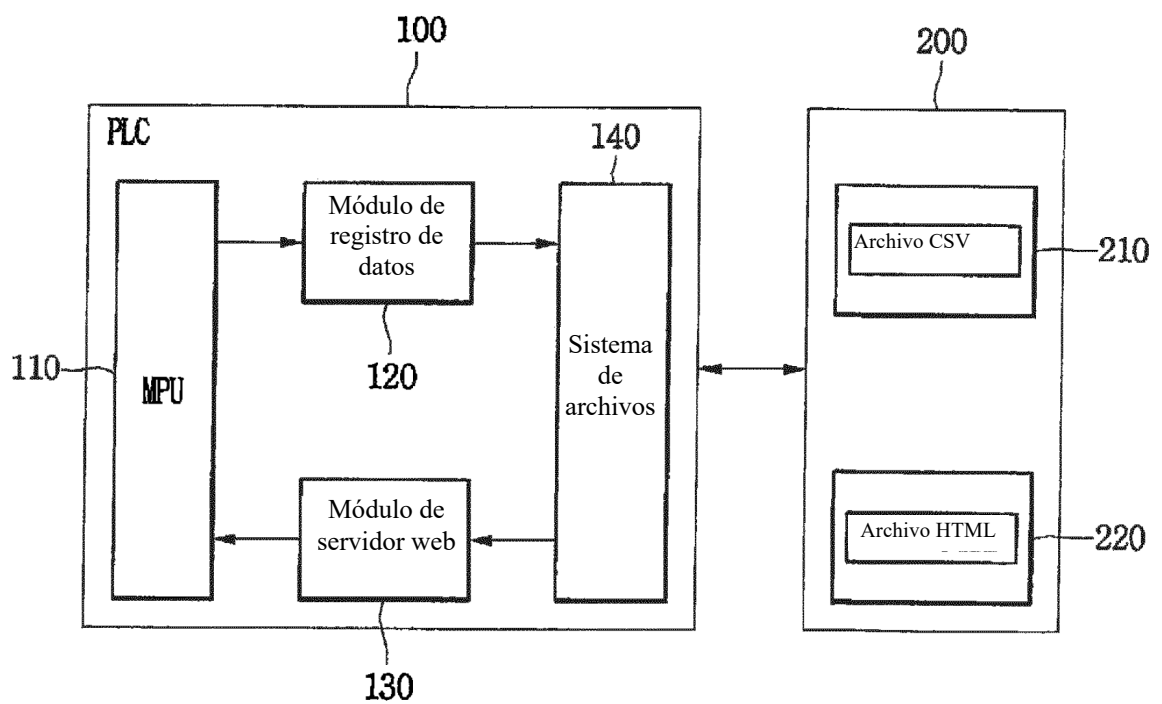 100
200
PLC
140
Módulo de
registro de
datos
Archivo CSV
210
110
MPU
120
Sistema
de
archivos
Módulo de
servidor web
Archivo HTML
220
130